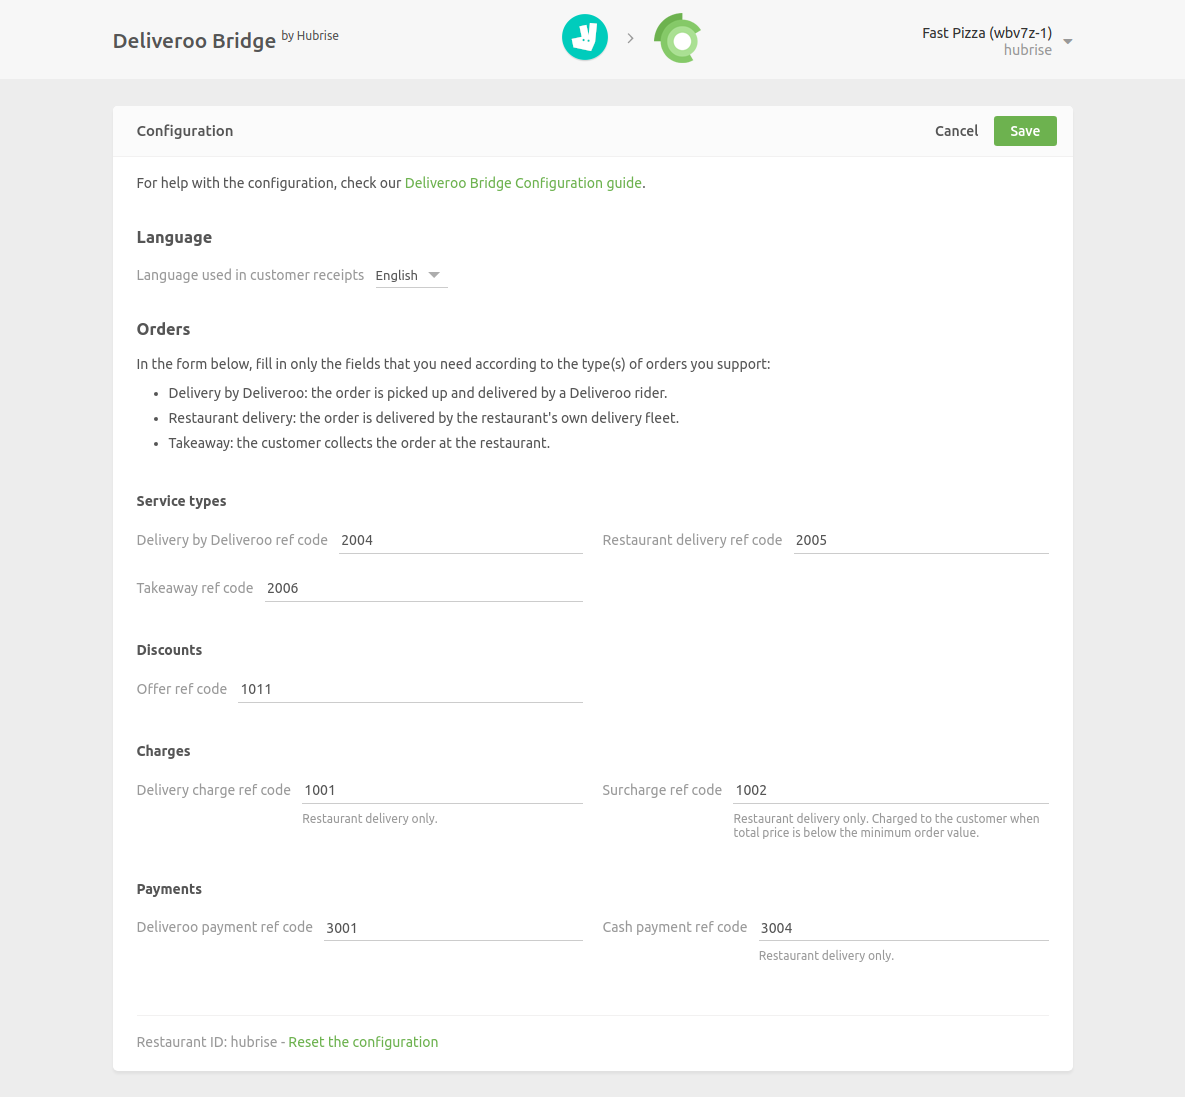 Deliveroo Bridge by Hubrise
Fast Pizza (wbv7z-1)
hubrise
Configuration
Cancel
Save
For help with the configuration, check our Deliveroo Bridge Configuration guide.
Language
Language used in customer receipts English
Orders
In the form below, fill in only the fields that you need according to the type(s) of orders you support:
• Delivery by Deliveroo: the order is picked up and delivered by a Deliveroo rider.
• Restaurant delivery: the order is delivered by the restaurant's own delivery fleet.
• Takeaway: the customer collects the order at the restaurant.
Service types
Delivery by Deliveroo ref code 2004
Restaurant delivery ref code 2005
Takeaway ref code 2006
Discounts
Offer ref code 1011
Charges
Delivery charge ref code 1001
Restaurant delivery only.
Surcharge ref code 1002
Restaurant delivery only. Charged to the customer when
total price is below the minimum order value.
Payments
Deliveroo payment ref code 3001
Cash payment ref code 3004
Restaurant delivery only.
Restaurant ID: hubrise - Reset the configuration